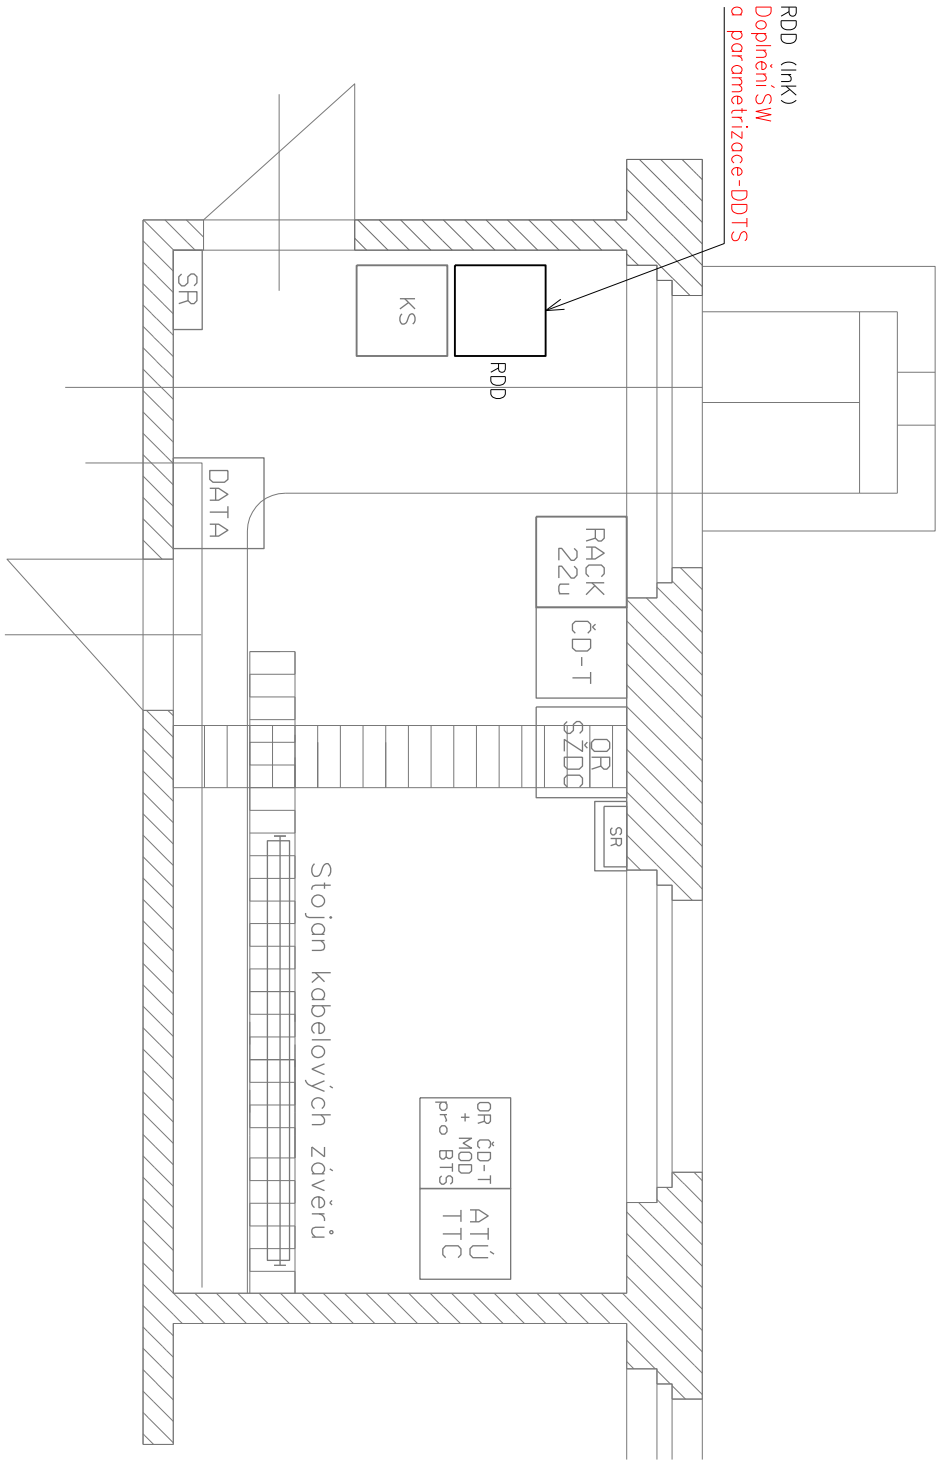 RDD (InK)
Doplnění SW
a parametrizace-DDTS
SR
KS
RDD
DATA
RACK
22u
ČD-T
OR
SŽDC
SR
Stojan kabelových závěrů
OR ČD-T
+ MOD
pro BTS
ATÚ
TTC